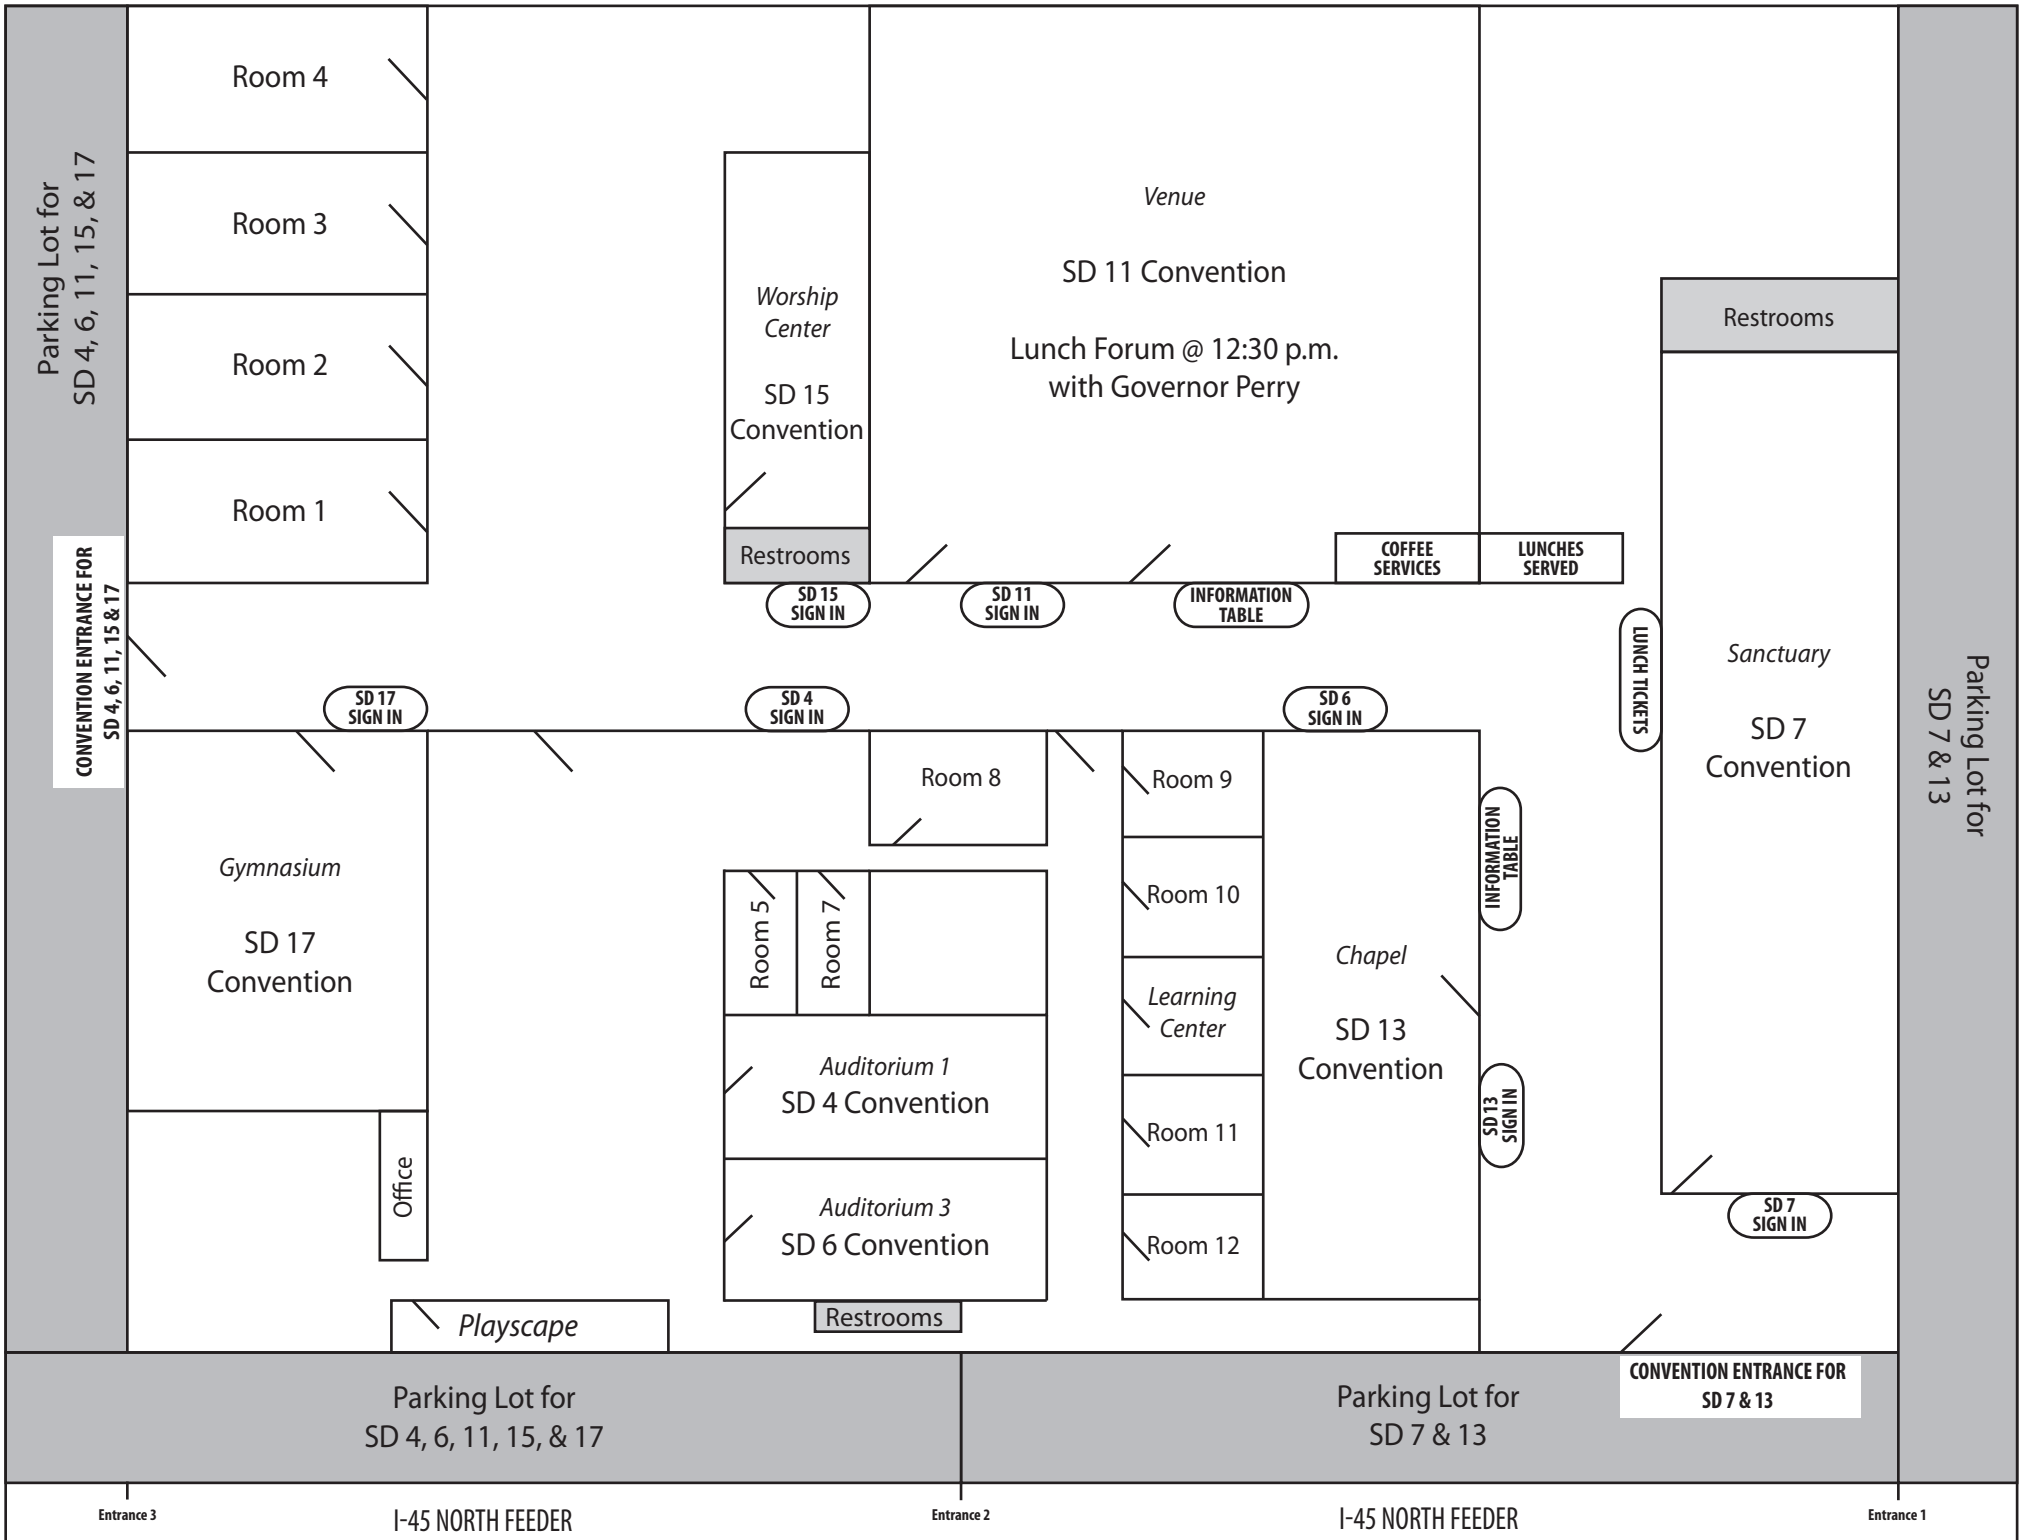 Room 4
Parking Lot for
SD 4, 6, 11, 15, & 17
Room 3
Room 2
Room 1
Worship
Center
SD 15
Convention
Restrooms
Venue
SD 11 Convention
Lunch Forum @ 12:30 p.m.
with Governor Perry
COFFEE
SERVICES
LUNCHES
SERVED
Restrooms
Sanctuary
SD 7
Convention
Parking Lot for
SD 7 & 13
CONVENTION ENTRANCE FOR
SD 4, 6, 11, 15 & 17
SD 15
SIGN IN
SD 11
SIGN IN
INFORMATION
TABLE
LUNCH TICKETS
SD 17
SIGN IN
SD 4
SIGN IN
SD 6
SIGN IN
Gymnasium
SD 17
Convention
Office
Playscape
Room 8
Room 5
Room 7
Auditorium 1
SD 4 Convention
Auditorium 3
SD 6 Convention
Restrooms
Room 9
Room 10
Learning
Center
Room 11
Room 12
Chapel
SD 13
Convention
INFORMATION
TABLE
SD 13
SIGN IN
SD 7
SIGN IN
CONVENTION ENTRANCE FOR
SD 7 & 13
Parking Lot for
SD 4, 6, 11, 15, & 17
Parking Lot for
SD 7 & 13
Entrance 3
I-45 NORTH FEEDER
Entrance 2
I-45 NORTH FEEDER
Entrance 1